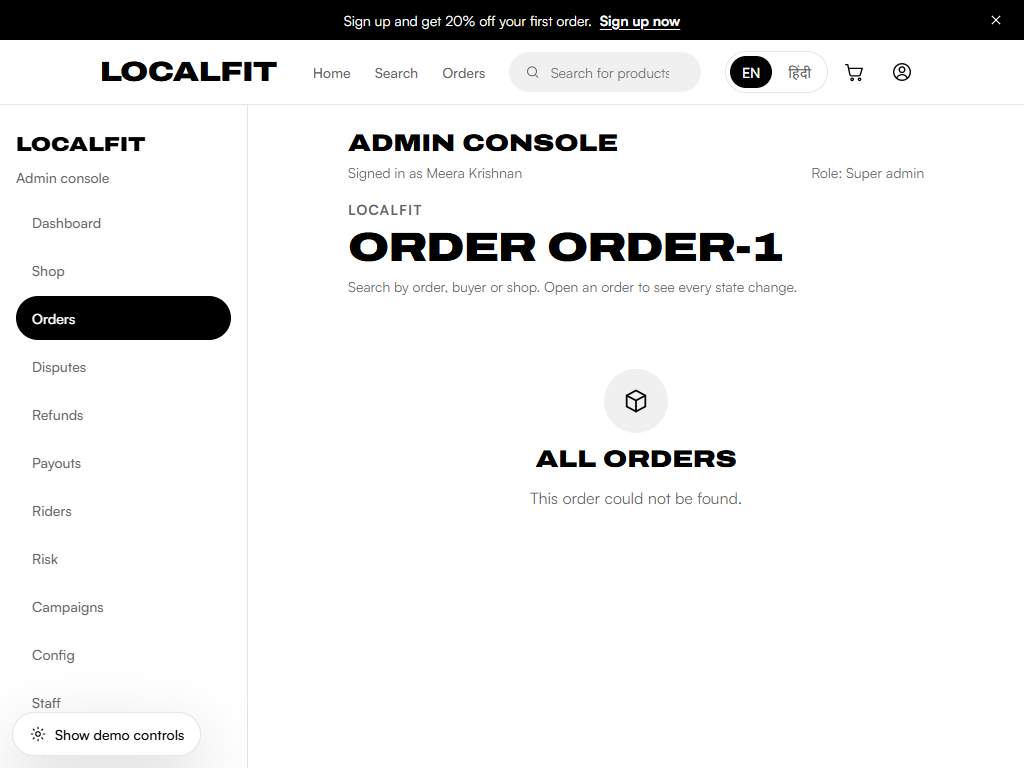 Sign up and get 20% off your first order. Sign up now
LOCALFIT
Home
Search
Orders
Search for products
EN
हिंदी
LOCALFIT
Admin console
Dashboard
Shop
Orders
Disputes
Refunds
Payouts
Riders
Risk
Campaigns
Config
Staff
Show demo controls
ADMIN CONSOLE
Signed in as Meera Krishnan
Role: Super admin
LOCALFIT
ORDER ORDER-1
Search by order, buyer or shop. Open an order to see every state change.
ALL ORDERS
This order could not be found.